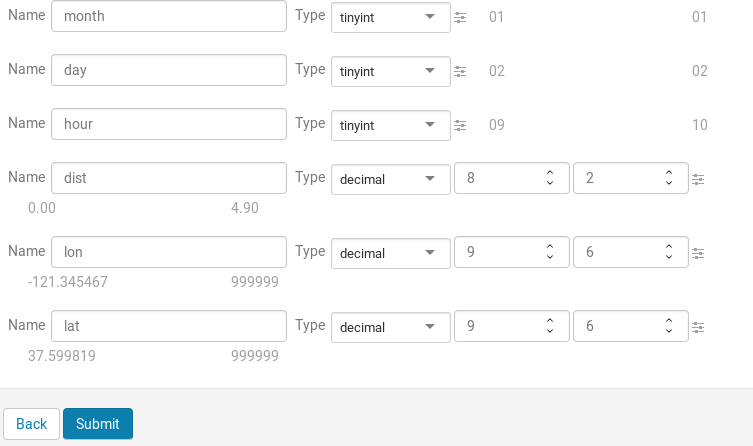 Name month Type tinyint 01 01
Name day Type tinyint 02 02
Name hour Type tinyint 09 10
Name dist Type decimal 8 2
0.00 4.90
Name lon Type decimal 9 6
-121.345467 999999
Name lat Type decimal 9 6
37.599819 999999
Back Submit